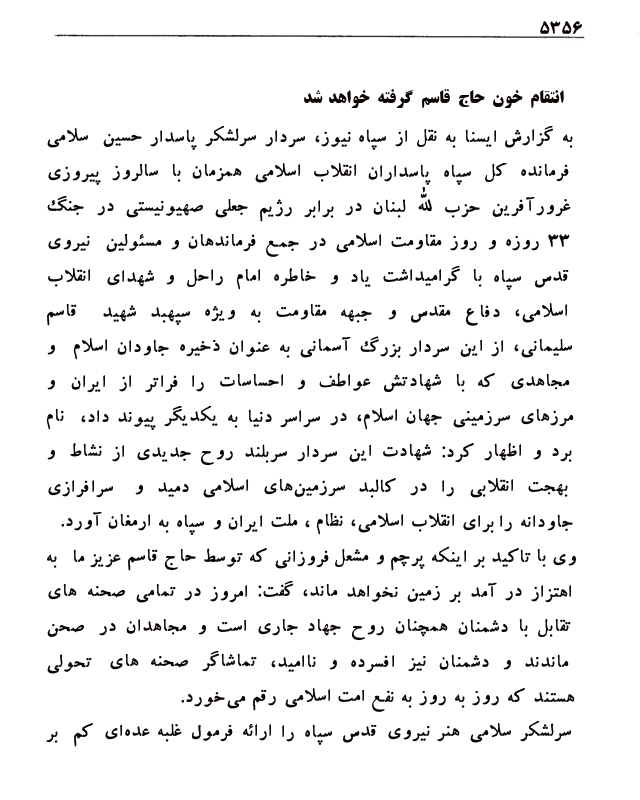 ۵۳۵۶
انتقام خون حاج قاسم گرفته خواهد شد
به گزارش ایسنا به نقل از سپاه نیوز، سردار سرلشکر پاسدار حسین سلامی
فرمانده کل سپاه پاسداران انقلاب اسلامی همزمان با سالروز پیروزی
غرورآفرین حزب الله لبنان در برابر رژیم جعلی صهیونیستی در جنگ
۳۳ روزه و روز مقاومت اسلامی در جمع فرماندهان و مسئولین نیروی
قدس سپاه با گرامیداشت یاد و خاطره امام راحل و شهدای انقلاب
اسلامی، دفاع مقدس و جبهه مقاومت به ویژه سپهبد شهید قاسم
سلیمانی، از این سردار بزرگ آسمانی به عنوان ذخیره جاودان اسلام و
مجاهدی که با شهادتش عواطف و احساسات را فراتر از ایران و
مرزهای سرزمینی جهان اسلام، در سراسر دنیا به یکدیگر پیوند داد، نام
برد و اظهار کرد: شهادت این سردار سربلند روح جدیدی از نشاط و
بهجت انقلابی را در کالبد سرزمین‌های اسلامی دمید و سرافرازی
جاودانه را برای انقلاب اسلامی، نظام ، ملت ایران و سپاه به ارمغان آورد.
وی با تاکید بر اینکه پرچم و مشعل فروزانی که توسط حاج قاسم عزیز ما به
اهتزاز در آمد بر زمین نخواهد ماند، گفت: امروز در تمامی صحنه های
تقابل با دشمنان همچنان روح جهاد جاری است و مجاهدان در صحن
ماندند و دشمنان نیز افسرده و ناامید، تماشاگر صحنه های تحولی
هستند که روز به روز به نفع امت اسلامی رقم می‌خورد.
سرلشکر سلامی هنر نیروی قدس سپاه را ارائه فرمول غلبه عده‌ای کم بر